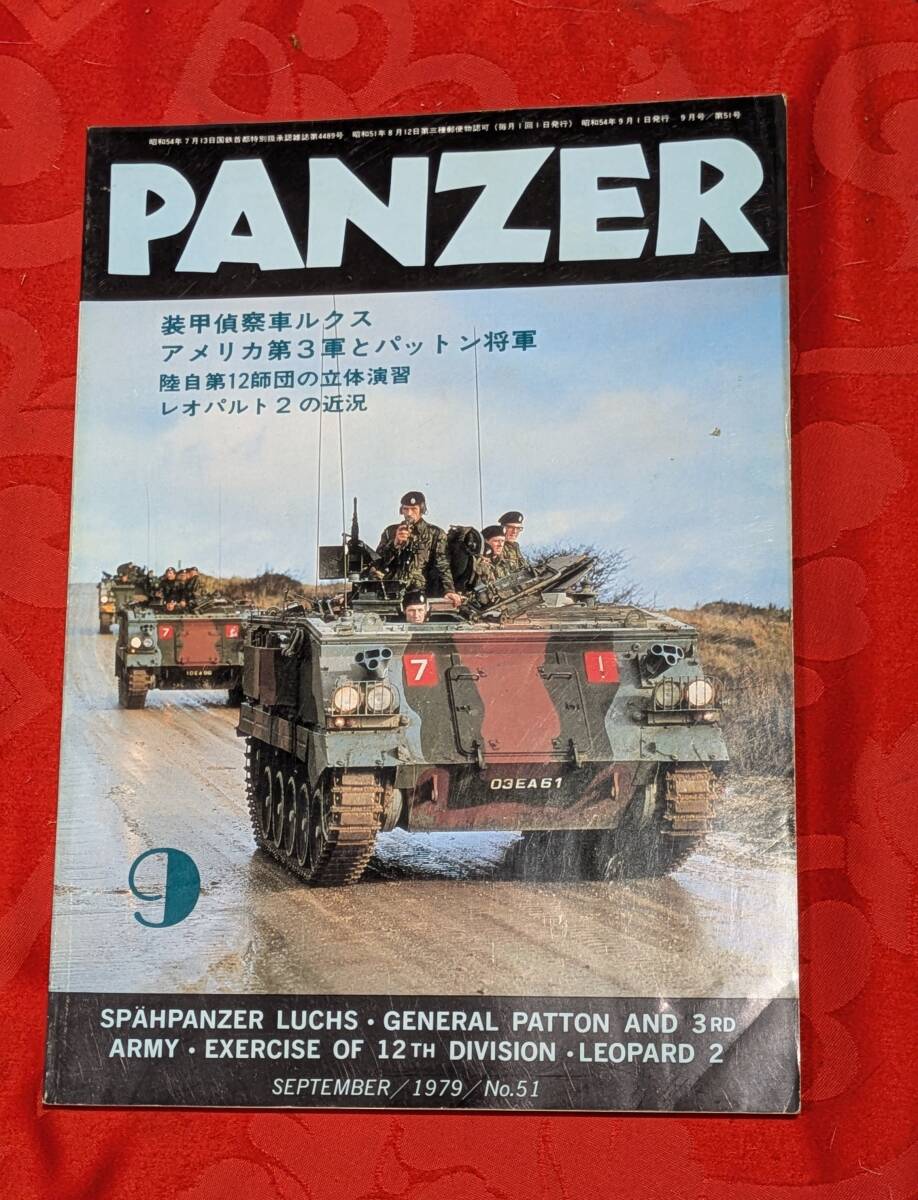 昭和54年7月13日国鉄首都特別扱承認雑誌第4489号 昭和51年8月12日第三種郵便物認可(毎月1回1日発行) 昭和54年9月1日発行 9月号/第51号
PANZER
装甲偵察車ルクス
アメリカ第3軍とパットン将軍
陸自第12師団の立体演習
レオパルト2の近況
7
7
03EA61
9
SPÄHPANZER LUCHS・GENERAL PATTON AND 3RD
ARMY・EXERCISE OF 12TH DIVISION・LEOPARD 2
SEPTEMBER/1979/No.51